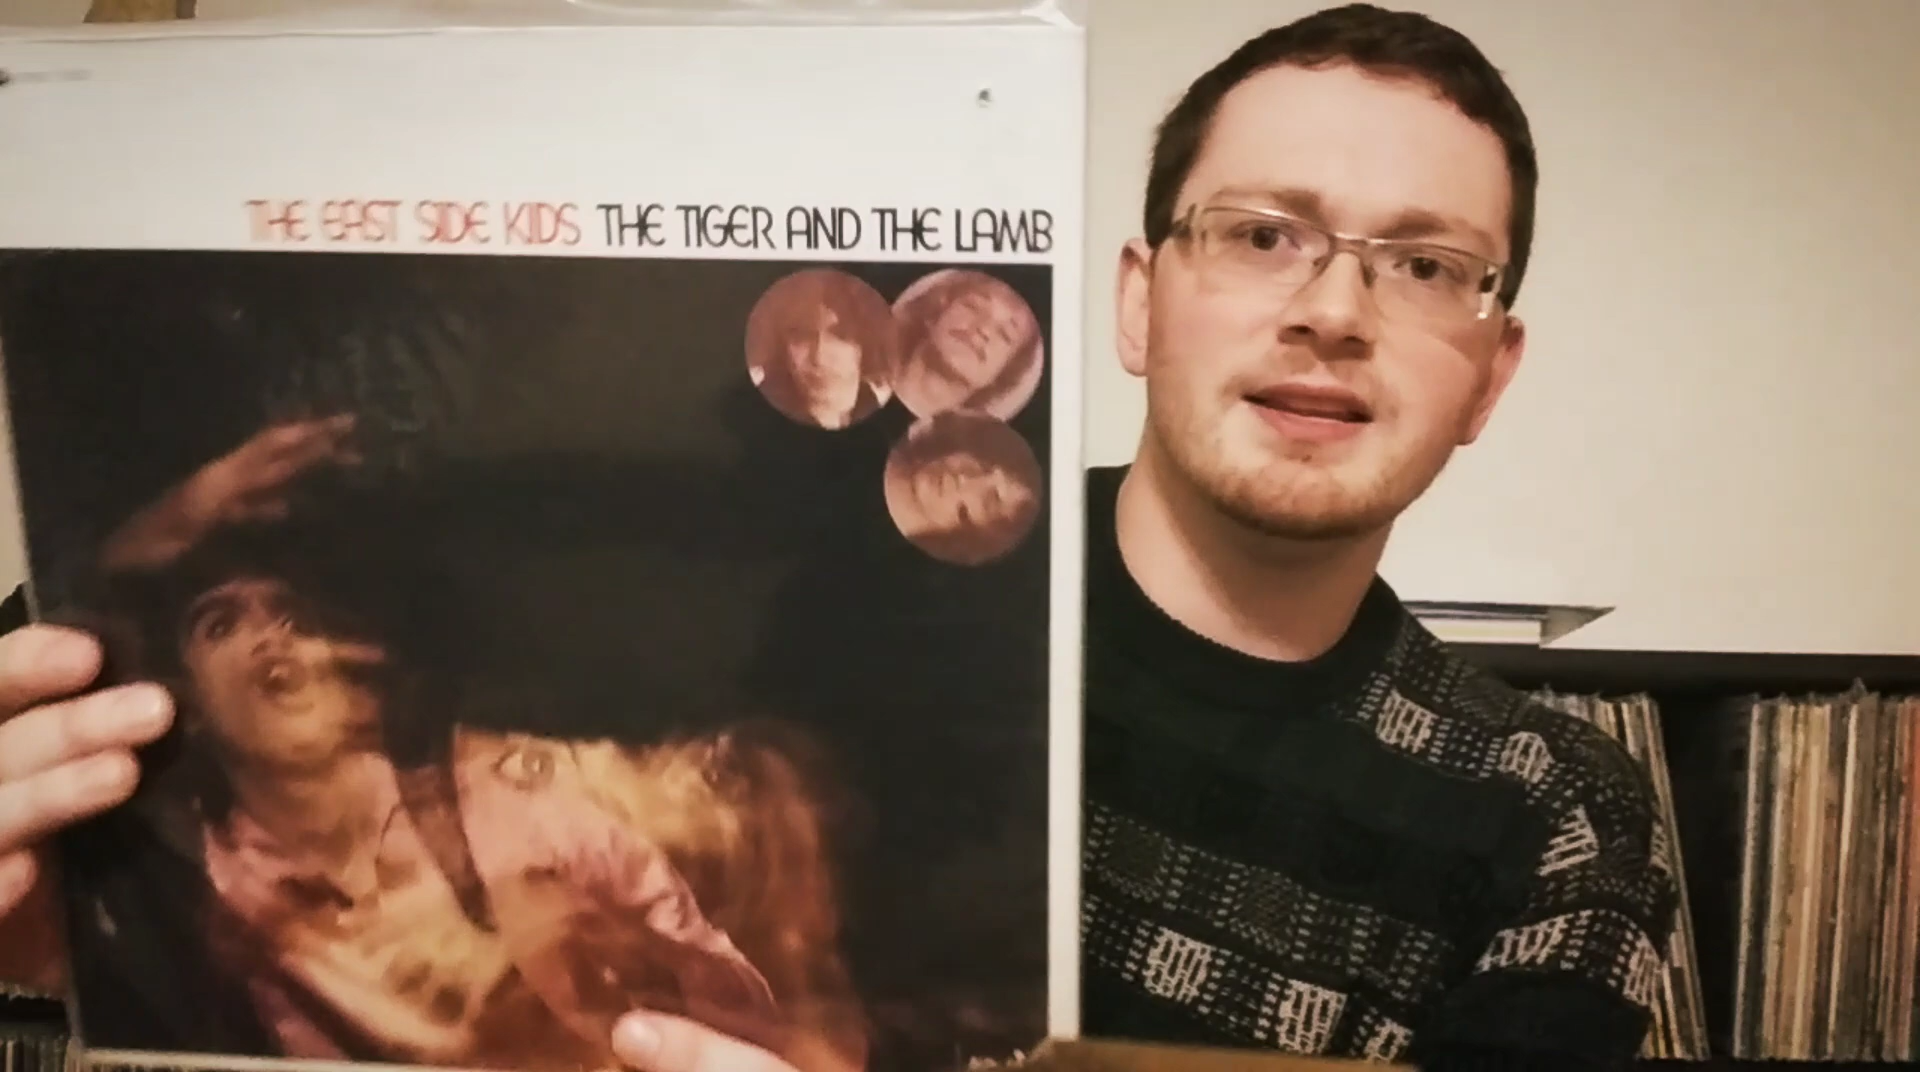 THE EAST SIDE KIDS THE TIGER AND THE LAMB